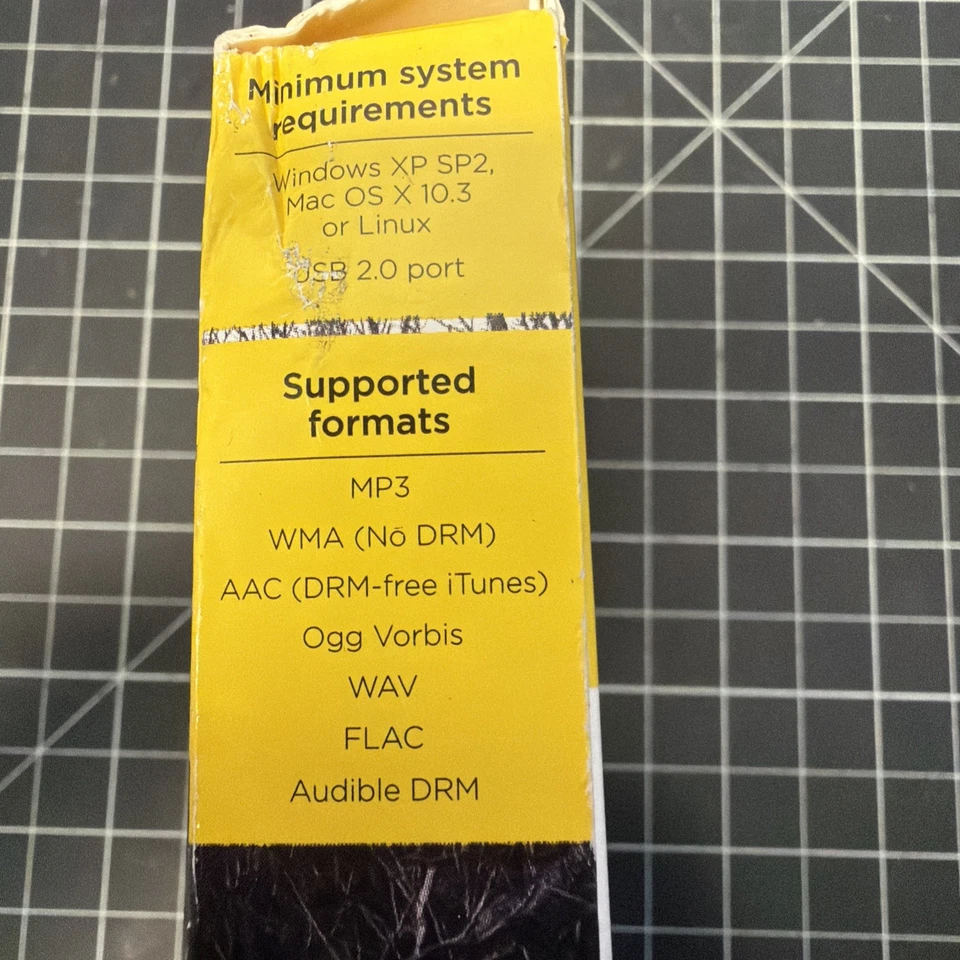 Minimum system
requirements
Windows XP SP2,
Mac OS X 10.3
or Linux
USB 2.0 port
Supported
formats
MP3
WMA (No DRM)
AAC (DRM-free iTunes)
Ogg Vorbis
WAV
FLAC
Audible DRM